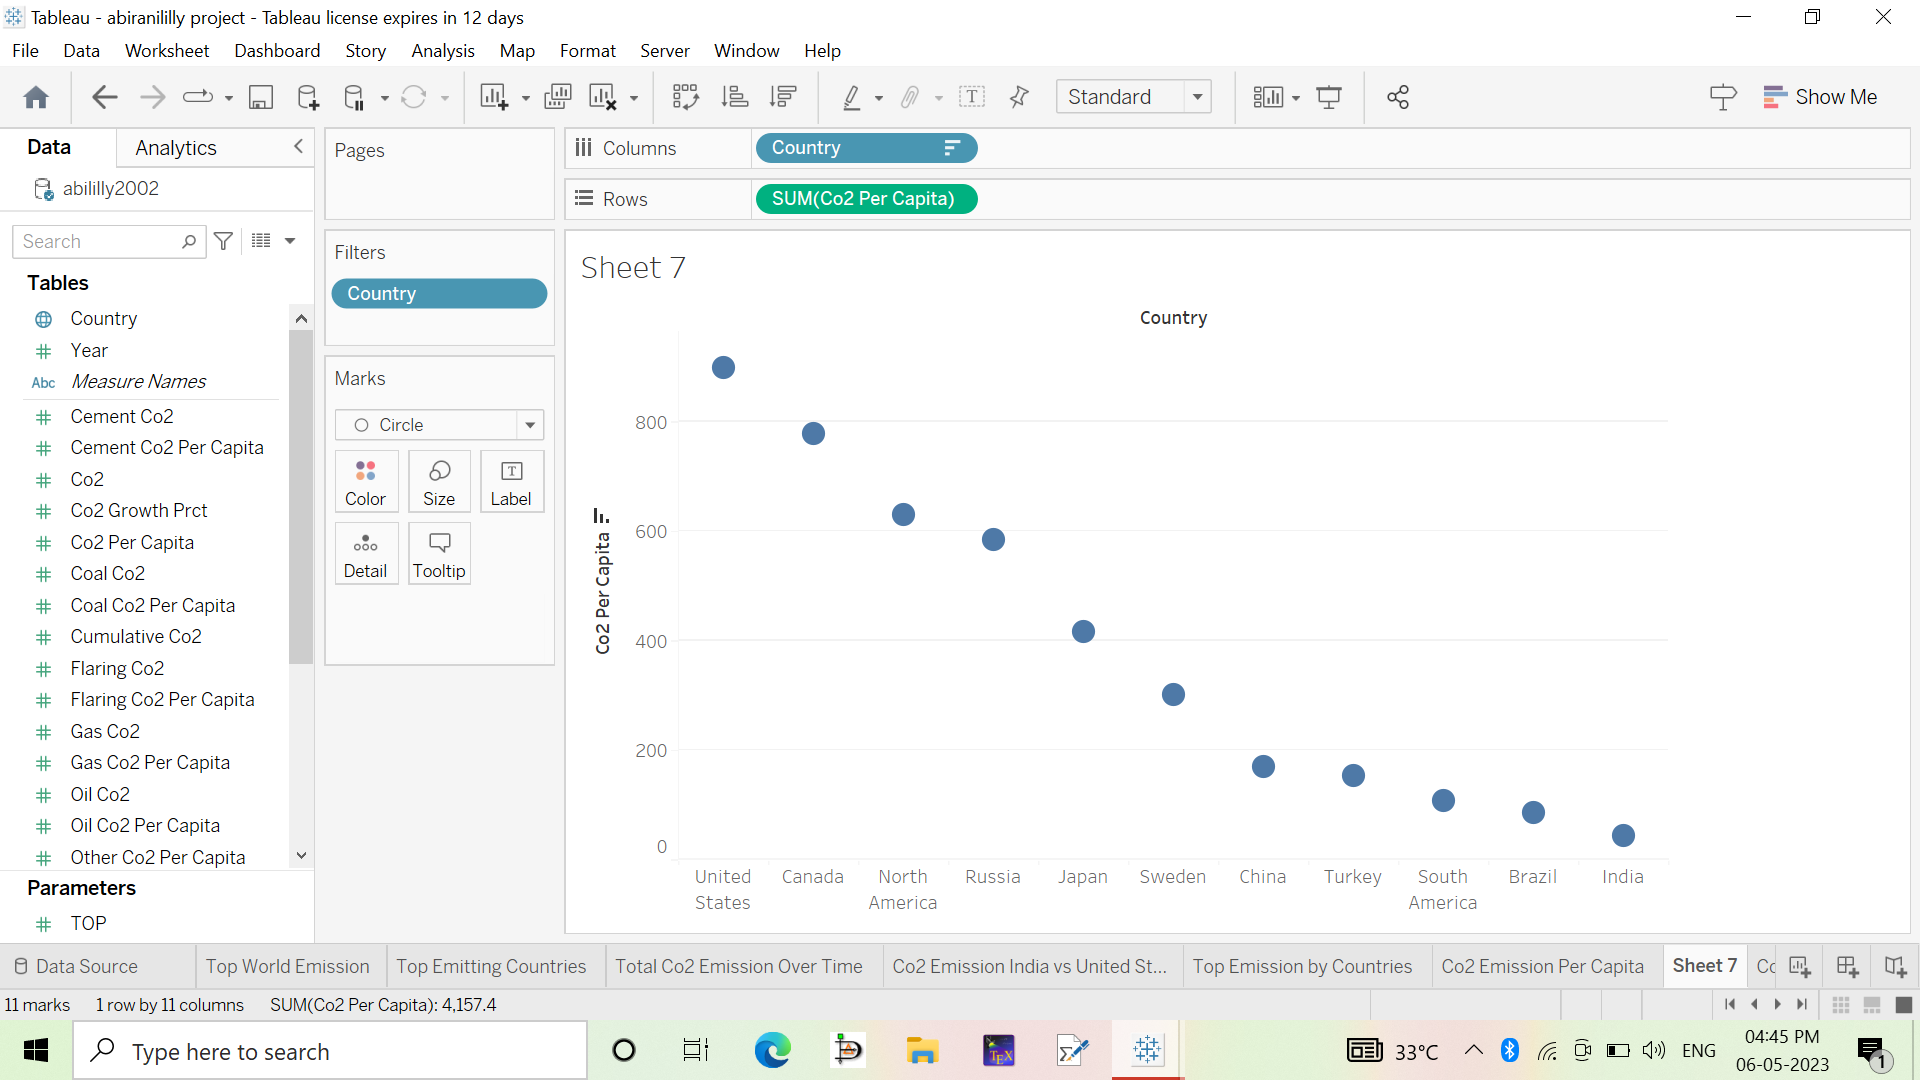 Tableau - abiranililly project - Tableau license expires in 12 days
File Data Worksheet Dashboard Story Analysis Map Format Server Window Help
Standard
Show Me
Data
Analytics
abililly2002
Search
Tables
Country
Year
Abc Measure Names
Cement Co2
Cement Co2 Per Capita
Co2
Co2 Growth Prct
Co2 Per Capita
Coal Co2
Coal Co2 Per Capita
Cumulative Co2
Flaring Co2
Flaring Co2 Per Capita
Gas Co2
Gas Co2 Per Capita
Oil Co2
Oil Co2 Per Capita
Other Co2 Per Capita
Parameters
TOP
Pages
Filters
Country
Marks
Circle
Color Size Label
Detail Tooltip
Columns Country
Rows SUM(Co2 Per Capita)
Sheet 7
Country
Co2 Per Capita
800
600
400
200
0
United States
Canada
North America
Russia
Japan
Sweden
China
Turkey
South America
Brazil
India
Data Source Top World Emission Top Emitting Countries Total Co2 Emission Over Time Co2 Emission India vs United St... Top Emission by Countries Co2 Emission Per Capita Sheet 7 Cc
11 marks 1 row by 11 columns SUM(Co2 Per Capita): 4,157.4
Type here to search
TEX
33°C
ENG
04:45 PM
06-05-2023
1